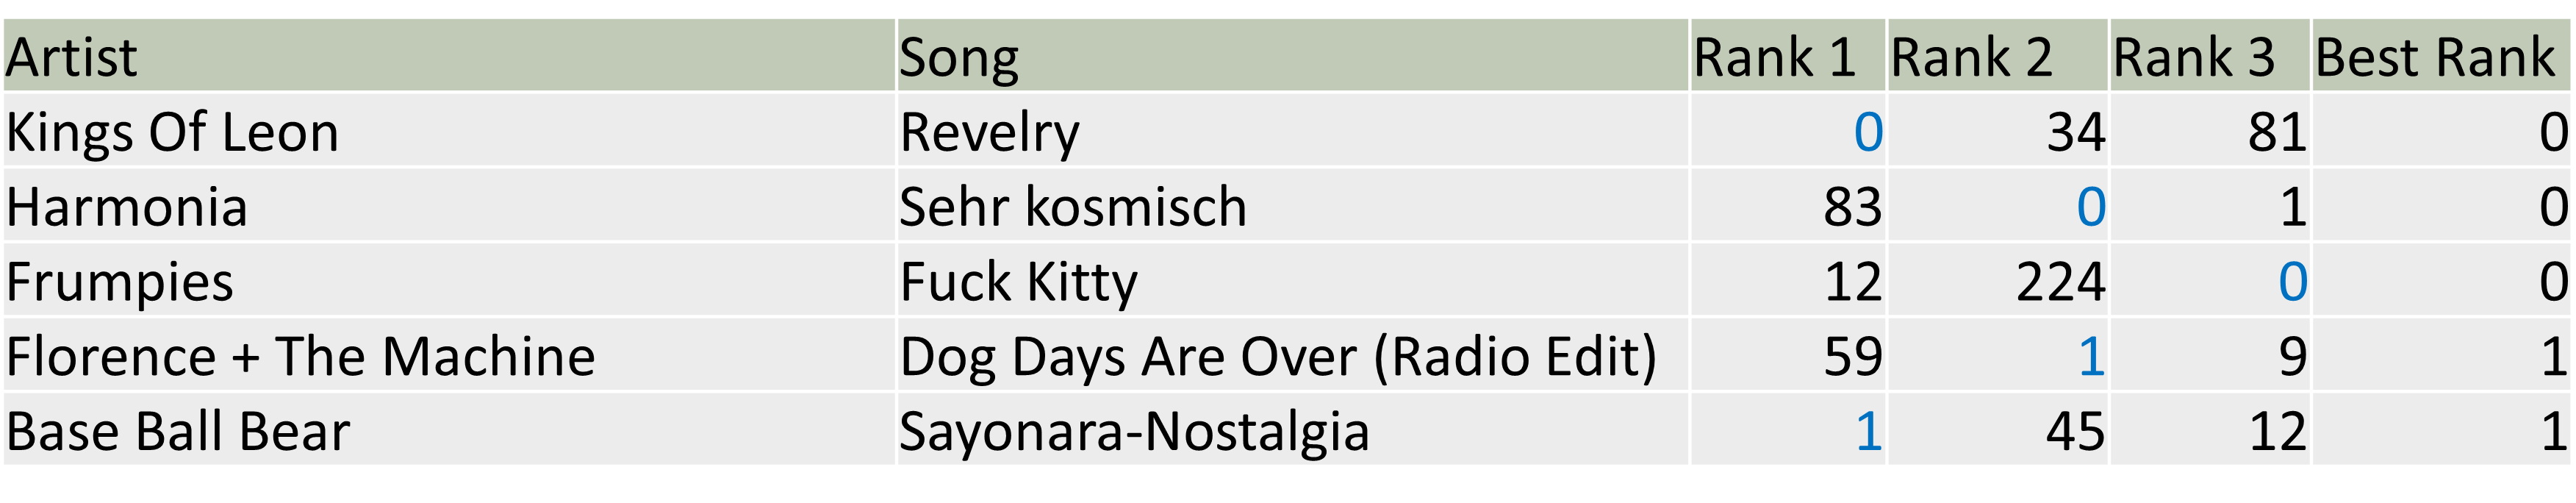 Artist Song Rank 1 Rank 2 Rank 3 Best Rank
Kings Of Leon Revelry 0 34 81 0
Harmonia Sehr kosmisch 83 0 1 0
Frumpies Fuck Kitty 12 224 0 0
Florence + The Machine Dog Days Are Over (Radio Edit) 59 1 9 1
Base Ball Bear Sayonara-Nostalgia 1 45 12 1